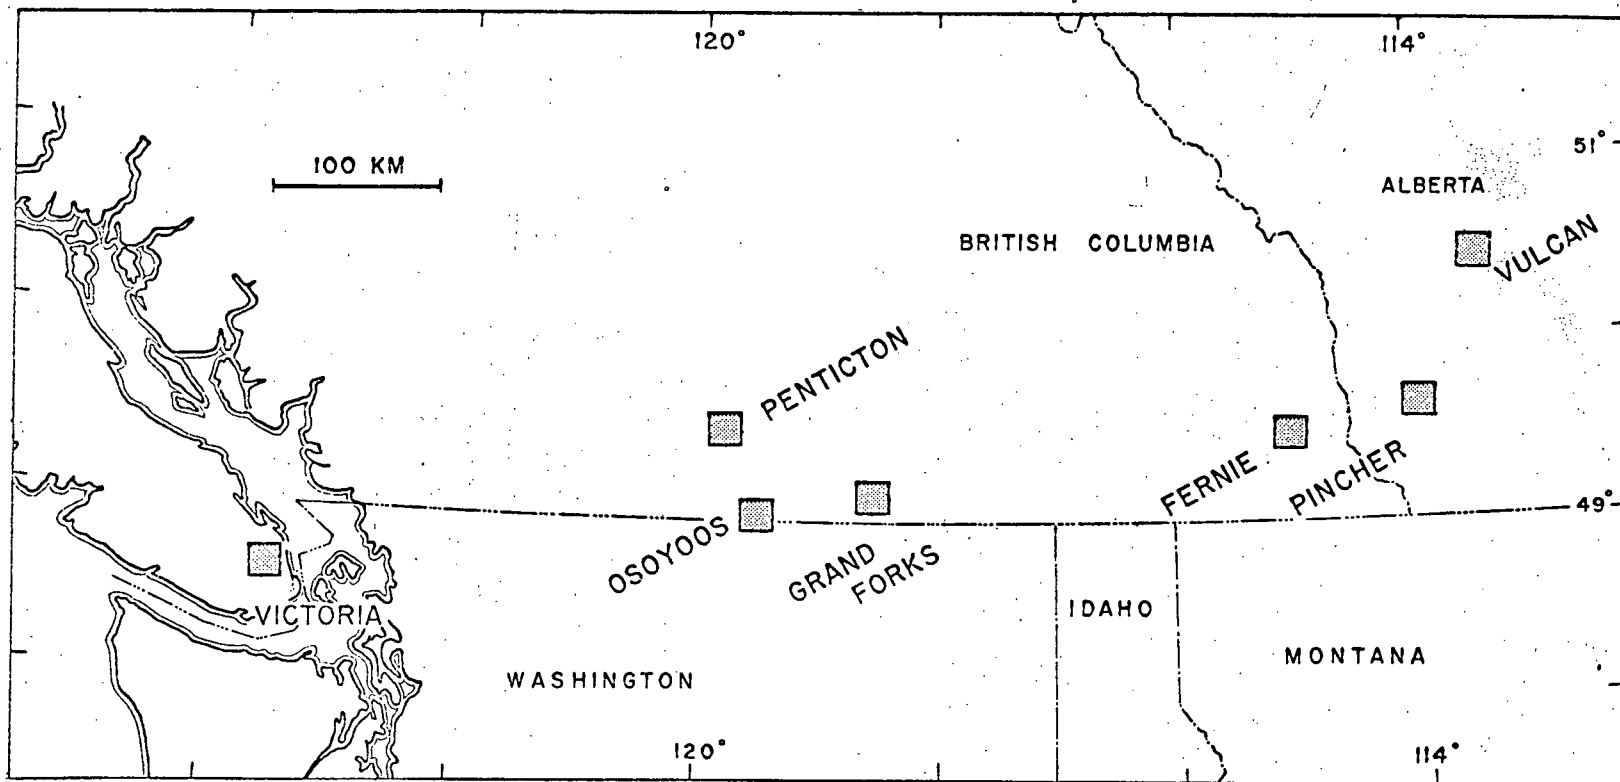 120°
114°
51°
100 KM
ALBERTA
BRITISH COLUMBIA
VULCAN
PENTICTON
FERNIE
PINCHER
49°
OSOYOOS
GRAND
FORKS
VICTORIA
IDAHO
MONTANA
WASHINGTON
120°
114°